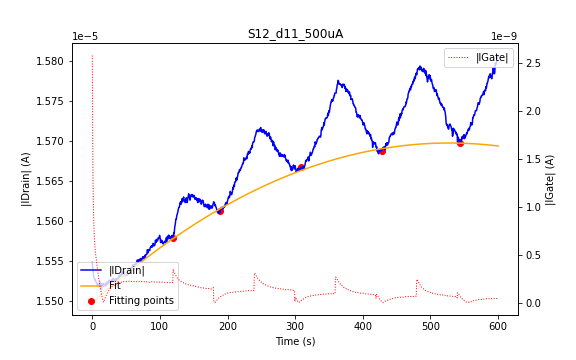 S12_d11_500uA
1e−5
1e−9
1.580
1.575
1.570
1.565
1.560
1.555
1.550
||IDrain| (A)
2.5
2.0
1.5
1.0
0.5
0.0
||IGate| (A)
||IGate|
||IDrain|
Fit
Fitting points
0
100
200
300
400
500
600
Time (s)